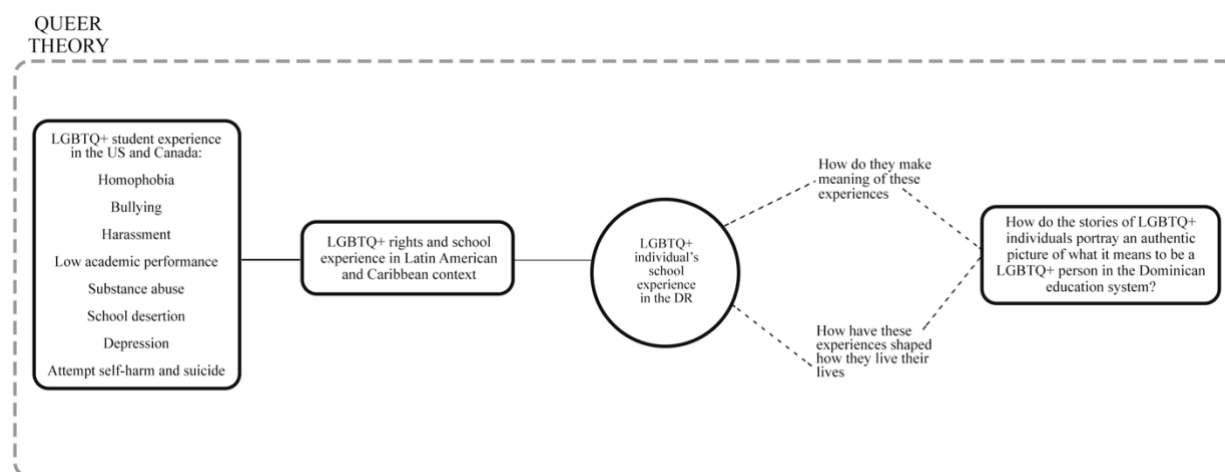 QUEER
THEORY
LGBTQ+ student experience
in the US and Canada:
Homophobia
Bullying
Harassment
Low academic performance
Substance abuse
School desertion
Depression
Attempt self-harm and suicide
LGBTQ+ rights and school
experience in Latin American
and Caribbean context
LGBTQ+
individual's
school
experience
in the DR
How do they make
meaning of these
experiences
How have these
experiences shaped
how they live their
lives
How do the stories of LGBTQ+
individuals portray an authentic
picture of what it means to be a
LGBTQ+ person in the Dominican
education system?